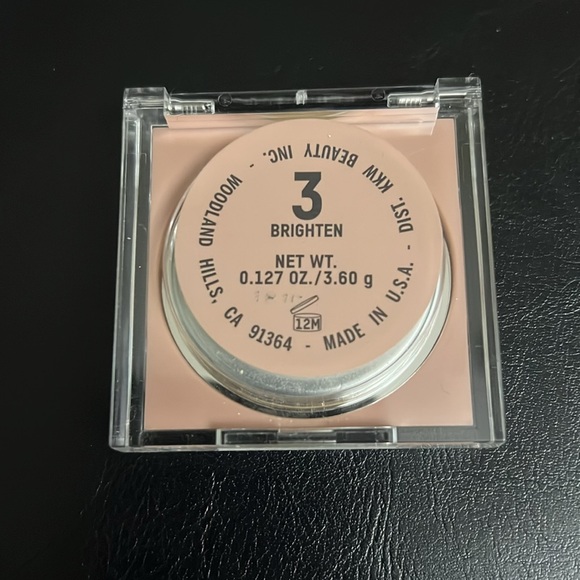 DIST. KKW BEAUTY INC. - WOODLAND HILLS, CA 91364 - MADE IN U.S.A. -
3
BRIGHTEN
NET WT.
0.127 OZ./3.60 g
12M